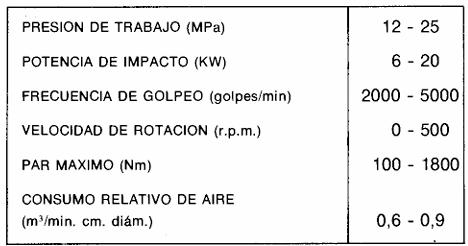 PRESION DE TRABAJO (MPa) 12 - 25
POTENCIA DE IMPACTO (KW) 6 - 20
FRECUENCIA DE GOLPEO (golpes/min) 2000 - 5000
VELOCIDAD DE ROTACION (r.p.m.) 0 - 500
PAR MAXIMO (Nm) 100 - 1800
CONSUMO RELATIVO DE AIRE
(m³/min. cm. diám.) 0,6 - 0,9